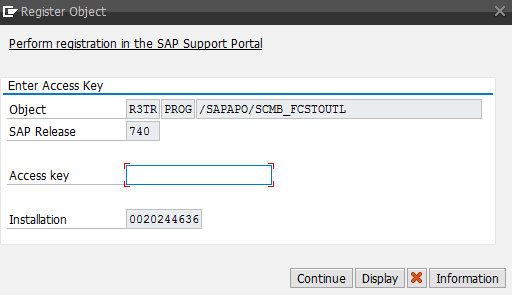 Register Object
Perform registration in the SAP Support Portal
Enter Access Key
Object R3TR PROG /SAPAPO/SCMB_FCSTOUTL
SAP Release 740
Access key
Installation 0020244636
Continue Display Information